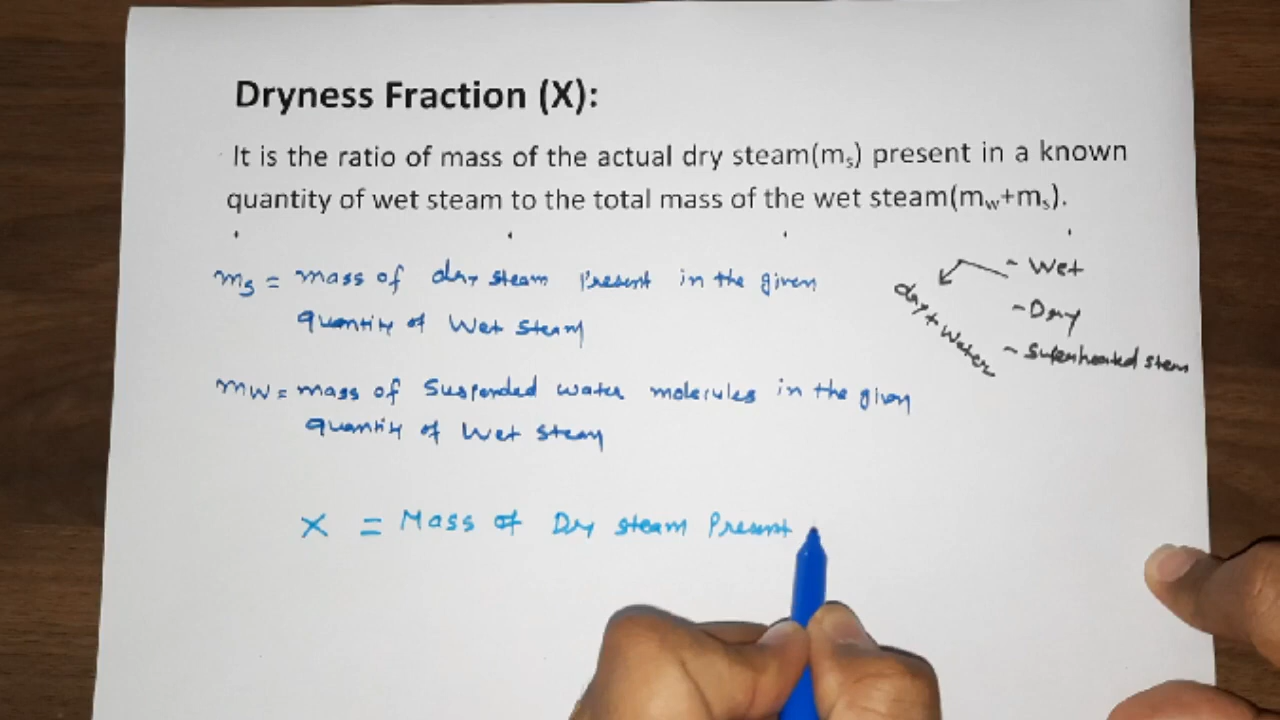 Dryness Fraction (X):
It is the ratio of mass of the actual dry steam(ms) present in a known
quantity of wet steam to the total mass of the wet steam(mw+ms).
ms = mass of dry steam Present in the given
quantity of Wet Steam
mw = mass of Suspended water molecules in the given
quantity of Wet Steam
- Wet
- Dry
- Superheated steam
dry + Water
X = Mass of Dry steam Present